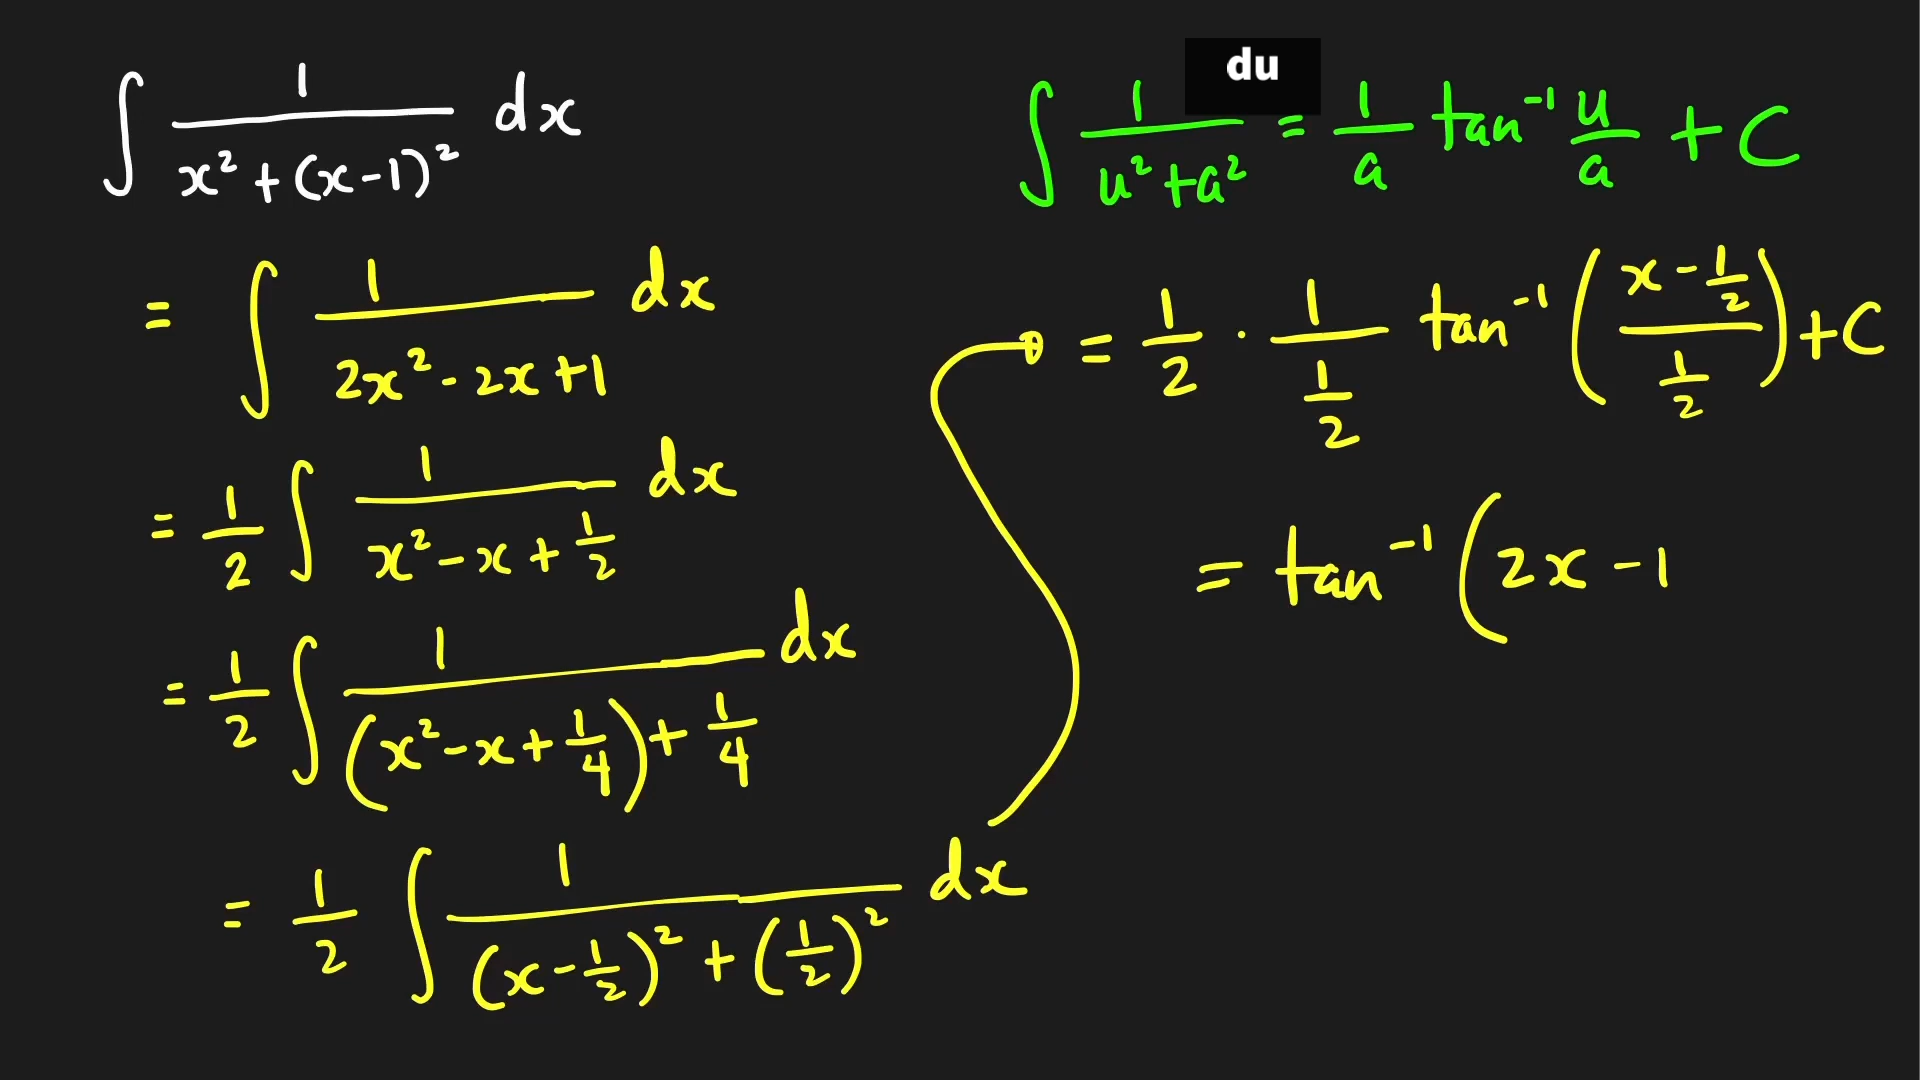 ∫ 1/(x² + (x-1)²) dx
= ∫ 1/(2x² - 2x + 1) dx
= 1/2 ∫ 1/(x² - x + 1/2) dx
= 1/2 ∫ 1/((x² - x + 1/4) + 1/4) dx
= 1/2 ∫ 1/((x - 1/2)² + (1/2)²) dx
du
∫ 1/(u² + a²) = 1/a tan⁻¹ u/a + C
= 1/2 · 1/(1/2) tan⁻¹ ((x - 1/2)/(1/2)) + C
= tan⁻¹ (2x - 1